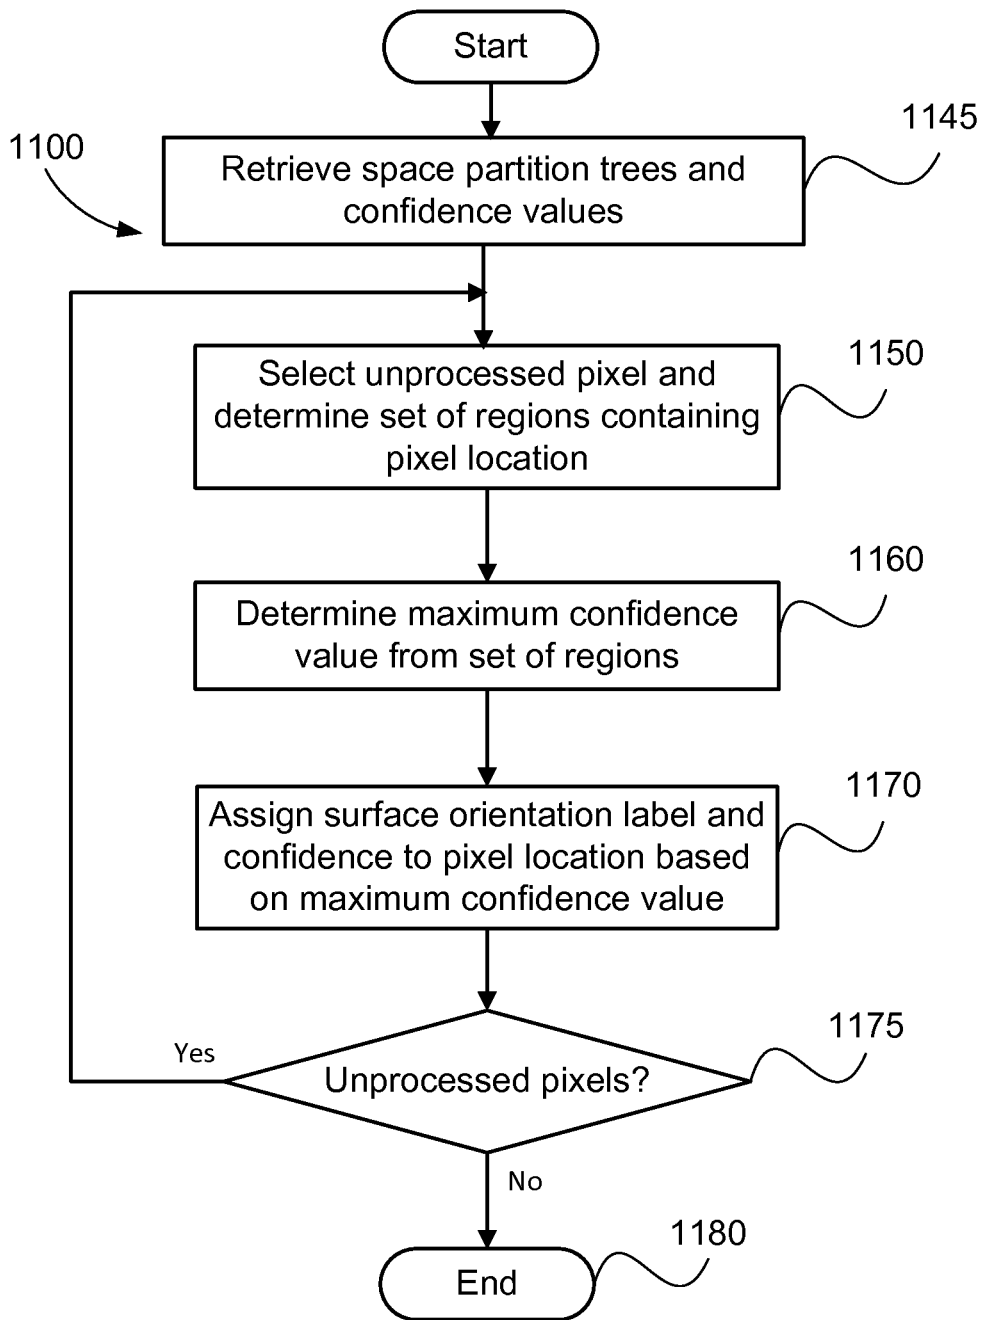 Start
1100
1145
Retrieve space partition trees and
confidence values
1150
Select unprocessed pixel and
determine set of regions containing
pixel location
1160
Determine maximum confidence
value from set of regions
1170
Assign surface orientation label and
confidence to pixel location based
on maximum confidence value
1175
Yes
Unprocessed pixels?
No
1180
End